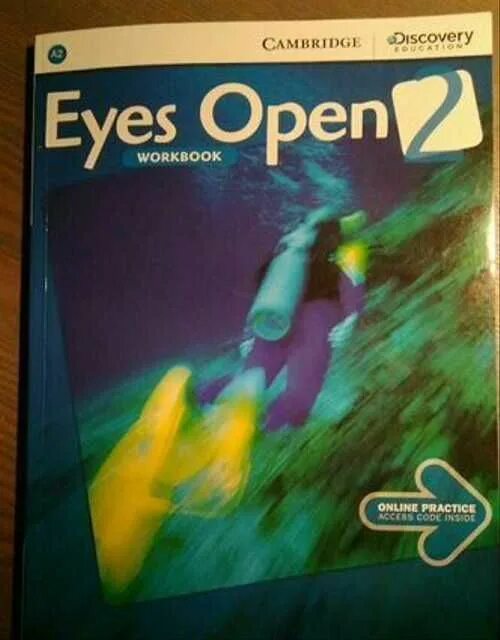 A2
CAMBRIDGE
Discovery
EDUCATION
Eyes Open 2
WORKBOOK
ONLINE PRACTICE
ACCESS CODE INSIDE